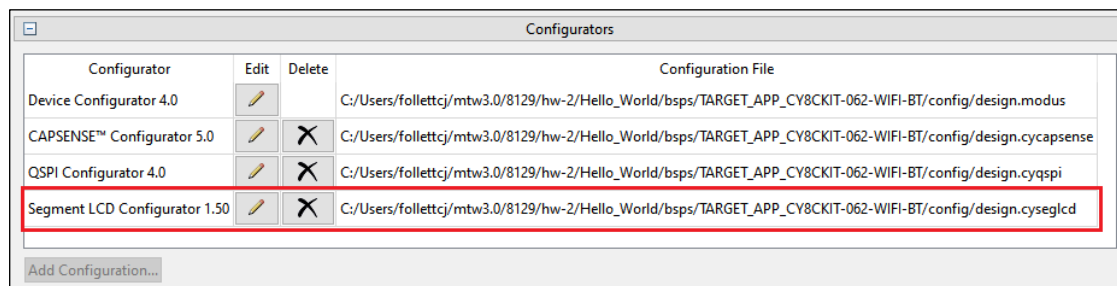 Configurators
Configurator Edit Delete Configuration File
Device Configurator 4.0 C:/Users/follettcj/mtw3.0/8129/hw-2/Hello_World/bsps/TARGET_APP_CY8CKIT-062-WIFI-BT/config/design.modus
CAPSENSE™ Configurator 5.0 C:/Users/follettcj/mtw3.0/8129/hw-2/Hello_World/bsps/TARGET_APP_CY8CKIT-062-WIFI-BT/config/design.cycapsense
QSPI Configurator 4.0 C:/Users/follettcj/mtw3.0/8129/hw-2/Hello_World/bsps/TARGET_APP_CY8CKIT-062-WIFI-BT/config/design.cyqspi
Segment LCD Configurator 1.50 C:/Users/follettcj/mtw3.0/8129/hw-2/Hello_World/bsps/TARGET_APP_CY8CKIT-062-WIFI-BT/config/design.cyseglcd
Add Configuration...